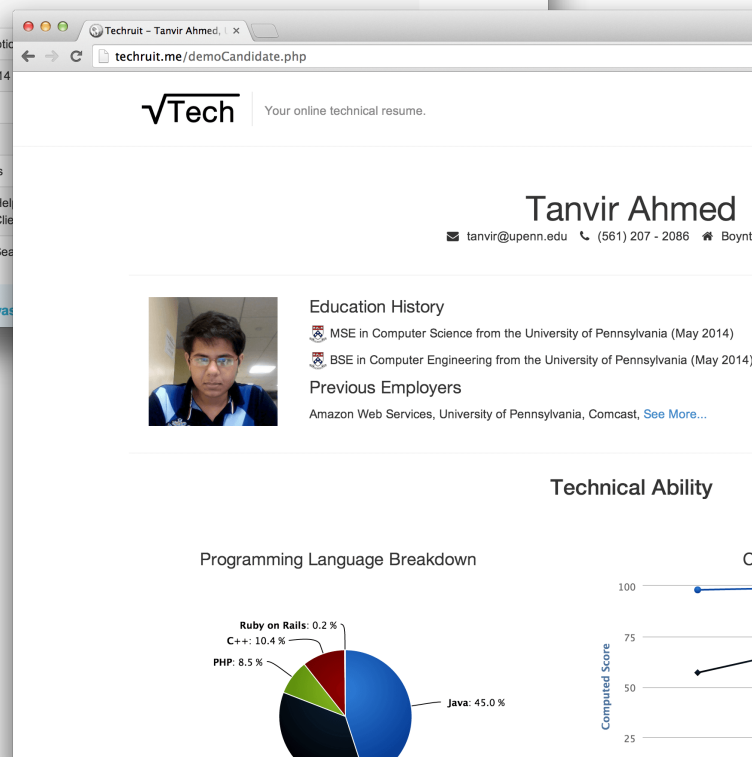 Techruit – Tanvir Ahmed,
techruit.me/demoCandidate.php
14
√Tech
Your online technical resume.
Tanvir Ahmed
tanvir@upenn.edu (561) 207 - 2086 Boynt
Education History
MSE in Computer Science from the University of Pennsylvania (May 2014)
BSE in Computer Engineering from the University of Pennsylvania (May 2014)
Previous Employers
Amazon Web Services, University of Pennsylvania, Comcast, See More...
Technical Ability
Programming Language Breakdown
Ruby on Rails: 0.2 %
C++: 10.4 %
PHP: 8.5 %
Java: 45.0 %
C
100
75
50
25
Computed Score